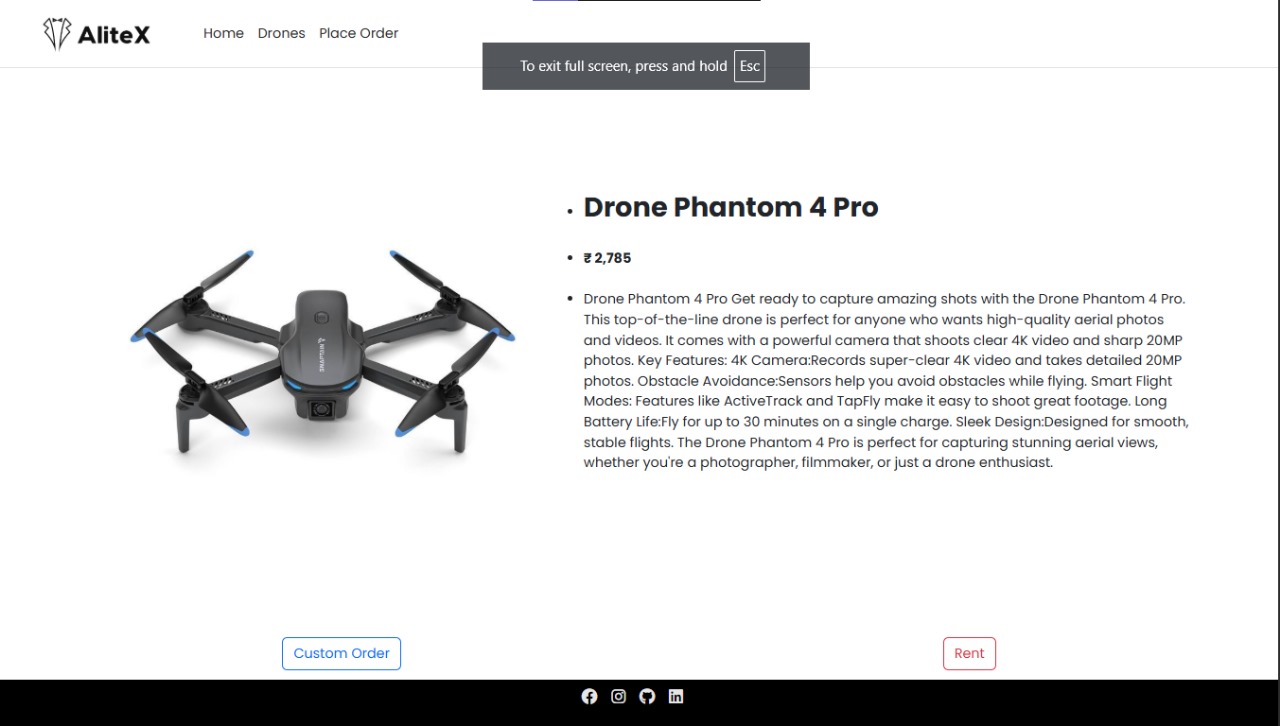 AliteX
Home Drones Place Order
To exit full screen, press and hold Esc
Drone Phantom 4 Pro
₹ 2,785
Drone Phantom 4 Pro Get ready to capture amazing shots with the Drone Phantom 4 Pro.
This top-of-the-line drone is perfect for anyone who wants high-quality aerial photos
and videos. It comes with a powerful camera that shoots clear 4K video and sharp 20MP
photos. Key Features: 4K Camera:Records super-clear 4K video and takes detailed 20MP
photos. Obstacle Avoidance:Sensors help you avoid obstacles while flying. Smart Flight
Modes: Features like ActiveTrack and TapFly make it easy to shoot great footage. Long
Battery Life:Fly for up to 30 minutes on a single charge. Sleek Design:Designed for smooth,
stable flights. The Drone Phantom 4 Pro is perfect for capturing stunning aerial views,
whether you're a photographer, filmmaker, or just a drone enthusiast.
Custom Order
Rent